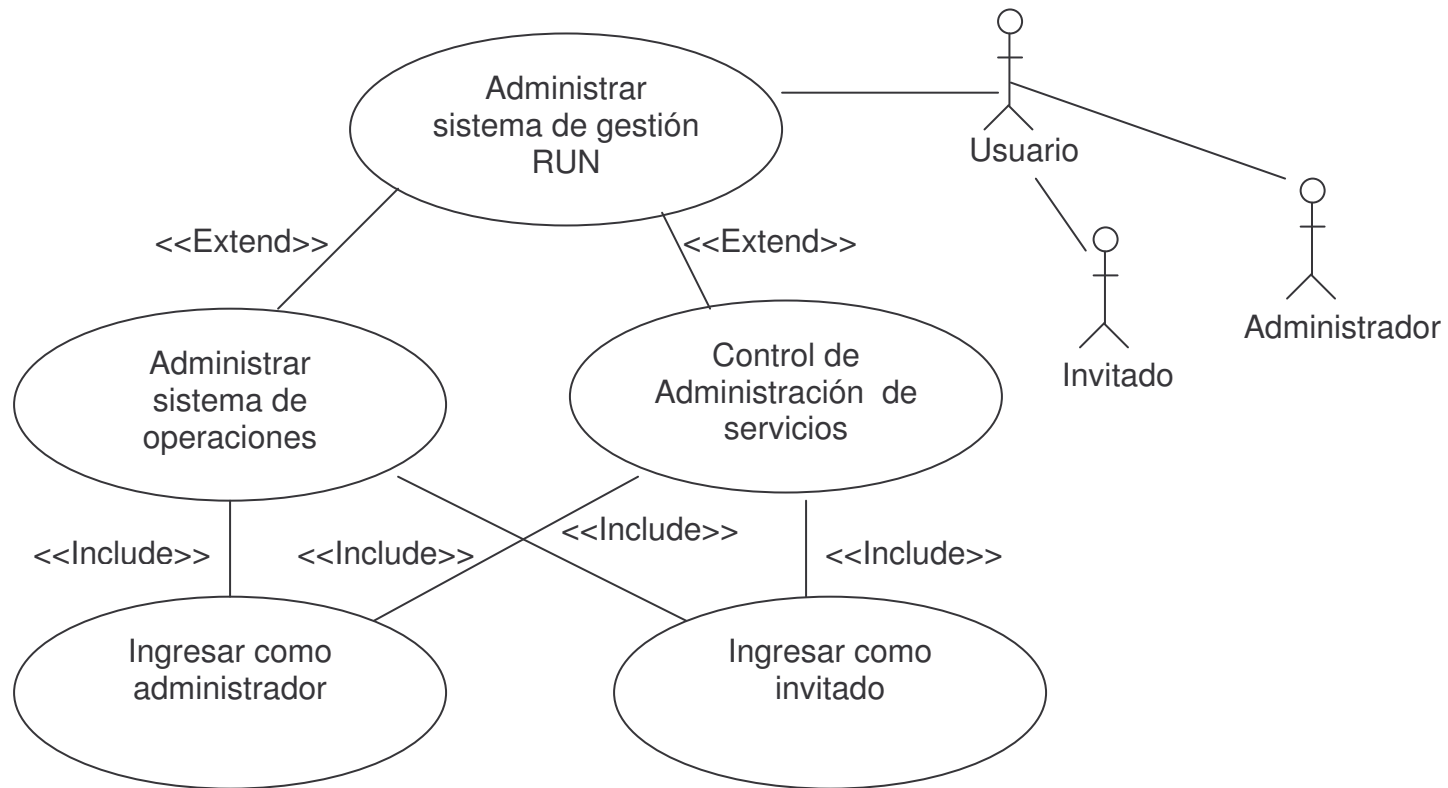 Administrar
sistema de gestión
RUN
Usuario
<<Extend>>
<<Extend>>
Invitado
Administrador
Administrar
sistema de
operaciones
Control de
Administración de
servicios
<<Include>>
<<Include>>
<<Include>>
<<Include>>
Ingresar como
administrador
Ingresar como
invitado